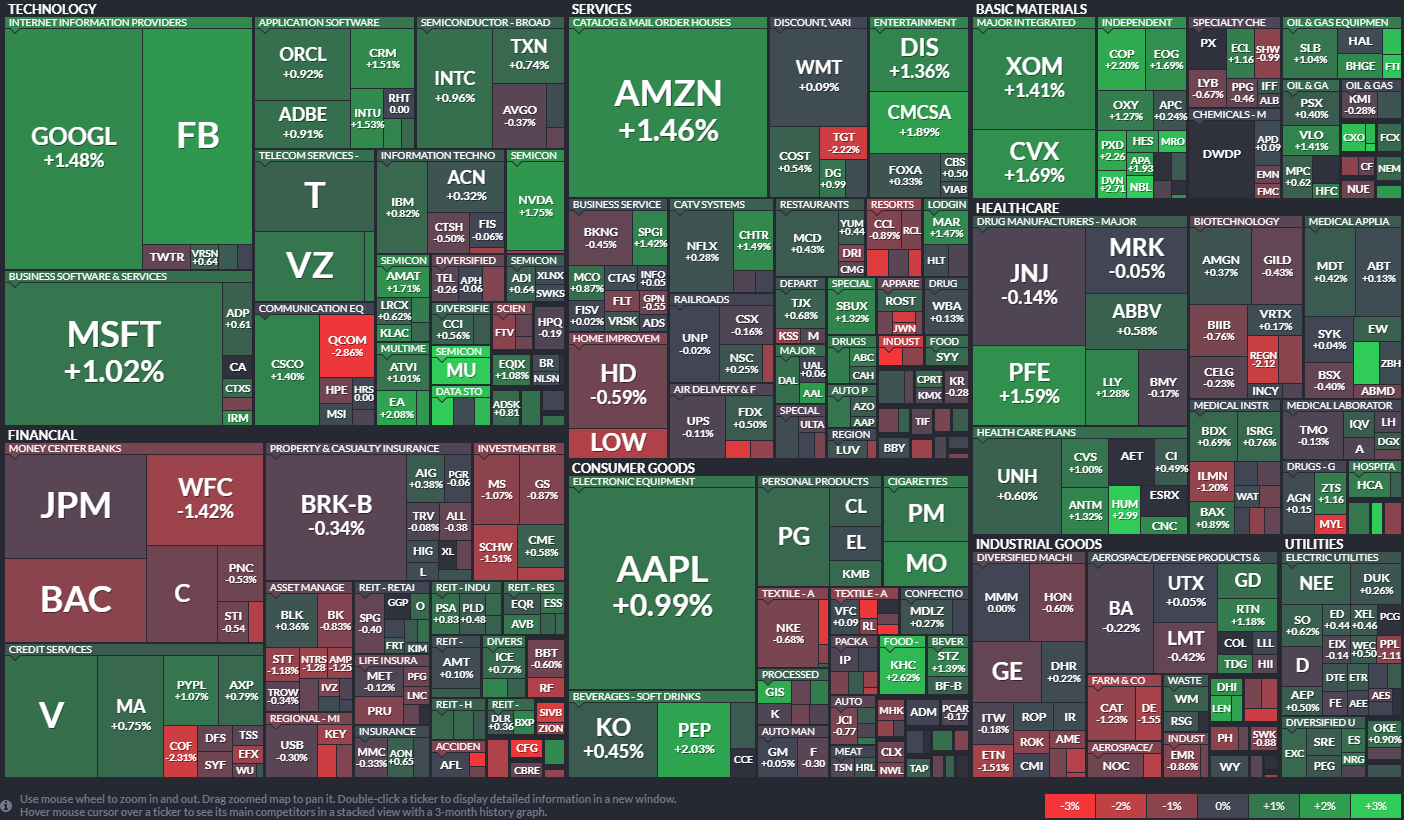 TECHNOLOGY
INTERNET INFORMATION PROVIDERS
GOOGL
+1.48%
FB
TWTR
VRSN
+0.64
APPLICATION SOFTWARE
ORCL
+0.92%
CRM
+1.51%
ADBE
+0.91%
INTU
+1.53%
RHT
0.00
SEMICONDUCTOR - BROAD
INTC
+0.96%
TXN
+0.74%
AVGO
-0.37%
TELECOM SERVICES -
T
VZ
INFORMATION TECHNO
IBM
+0.82%
ACN
+0.32%
CTSH
-0.50%
FIS
-0.06%
SEMICON
NVDA
+1.75%
BUSINESS SOFTWARE & SERVICES
MSFT
+1.02%
ADP
+0.61
CA
CTXS
IRM
COMMUNICATION EQ
CSCO
+1.40%
QCOM
-2.86%
HPE
HRS
0.00
MSI
SEMICON
AMAT
+1.71%
LRCX
+0.62%
KLAC
DIVERSIFIED
TEL
-0.26
APH
-0.06
SEMICON
ADI
+0.64
XLNX
SWKS
DIVERSIFIE
CCI
+0.56%
SCIEN
FTV
HPQ
-0.19
MULTIME
ATVI
+1.01%
EA
+2.08%
SEMICON
MU
DATA STO
EQIX
+1.08%
BR
NLSN
ADSK
+0.81
SERVICES
CATALOG & MAIL ORDER HOUSES
AMZN
+1.46%
DISCOUNT, VARI
WMT
+0.09%
COST
+0.54%
TGT
-2.22%
DG
+0.99
ENTERTAINMENT
DIS
+1.36%
CMCSA
+1.89%
FOXA
+0.33%
CBS
+0.50
VIAB
BUSINESS SERVICE
BKNG
-0.45%
SPGI
+1.42%
MCO
+0.87%
CTAS
INFO
+0.05
FISV
+0.02%
FLT
GPN
-0.55
VRSK
ADS
CATV SYSTEMS
NFLX
+0.28%
CHTR
+1.49%
RESTAURANTS
MCD
+0.43%
YUM
+0.44
DRI
CMG
RESORTS
CCL
-0.89%
RCL
LODGIN
MAR
+1.47%
HLT
RAILROADS
UNP
-0.02%
CSX
-0.16%
NSC
+0.25%
DEPART
TJX
+0.68%
KSS
M
SPECIAL
SBUX
+1.32%
APPARE
ROST
JWN
DRUG
WBA
+0.13%
HOME IMPROVEM
HD
-0.59%
LOW
AIR DELIVERY & F
UPS
-0.11%
FDX
+0.50%
MAJOR
DAL
UAL
+0.06
AAL
DRUGS
ABC
CAH
INDUST
FOOD
SYY
SPECIAL
ULTA
AUTO P
AZO
AAP
REGION
LUV
CPRT
KMX
KR
-0.28
TIF
BBY
BASIC MATERIALS
MAJOR INTEGRATED
XOM
+1.41%
CVX
+1.69%
INDEPENDENT
COP
+2.20%
EOG
+1.69%
OXY
+1.27%
APC
+0.24%
PXD
+2.26
HES
MRO
APA
+1.93
DVN
+2.71
NBL
SPECIALTY CHE
PX
ECL
+1.16
SHW
-0.99
LYB
-0.67%
PPG
-0.46
IFF
ALB
CHEMICALS - M
DWDP
APD
+0.09
EMN
FMC
OIL & GAS EQUIPMEN
SLB
+1.04%
HAL
BHGE
FTI
OIL & GA
PSX
+0.40%
VLO
+1.41%
MPC
+0.62
HFC
OIL & GAS
KMI
-0.28%
CXO
FCX
CF
NEM
NUE
HEALTHCARE
DRUG MANUFACTURERS - MAJOR
JNJ
-0.14%
MRK
-0.05%
ABBV
+0.58%
PFE
+1.59%
LLY
+1.28%
BMY
-0.17%
BIOTECHNOLOGY
AMGN
+0.37%
GILD
-0.43%
BIIB
-0.76%
VRTX
+0.17%
REGN
-2.12
CELG
-0.23%
INCY
MEDICAL APPLIA
MDT
+0.42%
ABT
+0.13%
SYK
+0.04%
EW
ZBH
BSX
-0.40%
ABMD
HEALTH CARE PLANS
UNH
+0.60%
CVS
+1.00%
AET
CI
+0.49%
ANTM
+1.32%
HUM
+2.99
ESRX
CNC
MEDICAL INSTR
BDX
+0.69%
ISRG
+0.76%
ILMN
-1.20%
WAT
BAX
+0.89%
MEDICAL LABORATOR
TMO
-0.13%
IQV
LH
A
DGX
DRUGS - G
AGN
+0.15
ZTS
+1.16
MYL
HOSPITA
HCA
FINANCIAL
MONEY CENTER BANKS
JPM
WFC
-1.42%
BAC
C
PNC
-0.53%
STI
-0.54
PROPERTY & CASUALTY INSURANCE
BRK-B
-0.34%
AIG
+0.38%
PGR
-0.06
TRV
-0.08%
ALL
-0.38
HIG
XL
L
INVESTMENT BR
MS
-1.07%
GS
-0.87%
SCHW
-1.51%
CME
+0.58%
CREDIT SERVICES
V
MA
+0.75%
PYPL
+1.07%
AXP
+0.79%
COF
-2.31%
DFS
TSS
SYF
EFX
WU
ASSET MANAGE
BLK
+0.36%
BK
-0.83%
STT
-1.18%
NTRS
-1.28
AMP
-1.25
TROW
-0.34%
IVZ
REGIONAL - MI
USB
-0.30%
KEY
REIT - RETAI
SPG
-0.40
GGP
O
FRT
KIM
REIT - INDU
PSA
+0.83
PLD
+0.48
REIT - RES
EQR
ESS
AVB
LIFE INSURA
MET
-0.12%
PFG
LNC
PRU
REIT -
AMT
+0.10%
DIVERS
ICE
+0.77%
BBT
-0.60%
RF
INSURANCE
MMC
-0.33%
AON
+0.65
REIT - H
REIT -
DLR
+0.36
BXP
SIVB
ZION
ACCIDEN
AFL
CFG
CBRE
CONSUMER GOODS
ELECTRONIC EQUIPMENT
AAPL
+0.99%
PERSONAL PRODUCTS
PG
CL
EL
KMB
CIGARETTES
PM
MO
TEXTILE - A
NKE
-0.68%
TEXTILE - A
VFC
+0.09
RL
CONFECTIO
MDLZ
+0.27%
PACKA
IP
FOOD -
KHC
+2.62%
BEVER
STZ
+1.39%
BF-B
BEVERAGES - SOFT DRINKS
KO
+0.45%
PEP
+2.03%
CCE
PROCESSED
GIS
K
AUTO
JCI
-0.77
MHK
ADM
PCAR
-0.17
AUTO MAN
GM
+0.05%
F
-0.30
MEAT
TSN
HRL
CLX
NWL
TAP
INDUSTRIAL GOODS
DIVERSIFIED MACHI
MMM
0.00%
HON
-0.60%
GE
DHR
+0.22%
ITW
-0.18%
ROP
IR
ETN
-1.51%
ROK
AME
CMI
AEROSPACE/DEFENSE PRODUCTS &
BA
-0.22%
UTX
+0.05%
GD
RTN
+1.18%
LMT
-0.42%
COL
LLL
TDG
HII
FARM & CO
CAT
-1.23%
DE
-1.55
WASTE
WM
RSG
DHI
LEN
AEROSPACE/
NOC
INDUST
EMR
-0.86%
PH
SWK
-0.88
WY
UTILITIES
ELECTRIC UTILITIES
NEE
DUK
+0.26%
SO
+0.62%
ED
+0.44
XEL
+0.46
PCG
D
EIX
-0.14
WEC
+0.50
PPL
-1.11
DTE
ETR
AEP
+0.50%
FE
AEE
AES
DIVERSIFIED U
EXC
SRE
ES
OKE
+0.90%
PEG
NRG
Use mouse wheel to zoom in and out. Drag zoomed map to pan it. Double-click a ticker to display detailed information in a new window.
Hover mouse cursor over a ticker to see its main competitors in a stacked view with a 3-month history graph.
-3%
-2%
-1%
0%
+1%
+2%
+3%